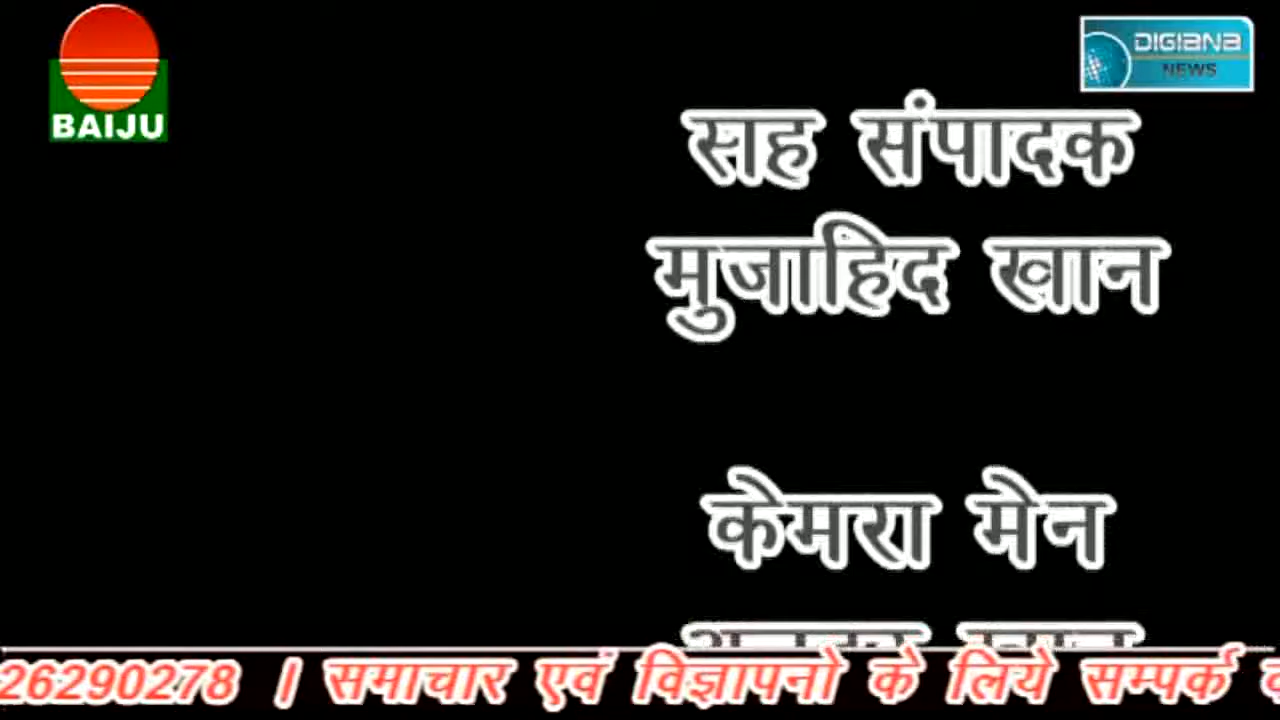 BAIJU
DIGIANA
NEWS
सह संपादक
मुजाहिद खान
केमरा मेन
26290278 । समाचार एवं विज्ञापनो के लिये सम्पर्क